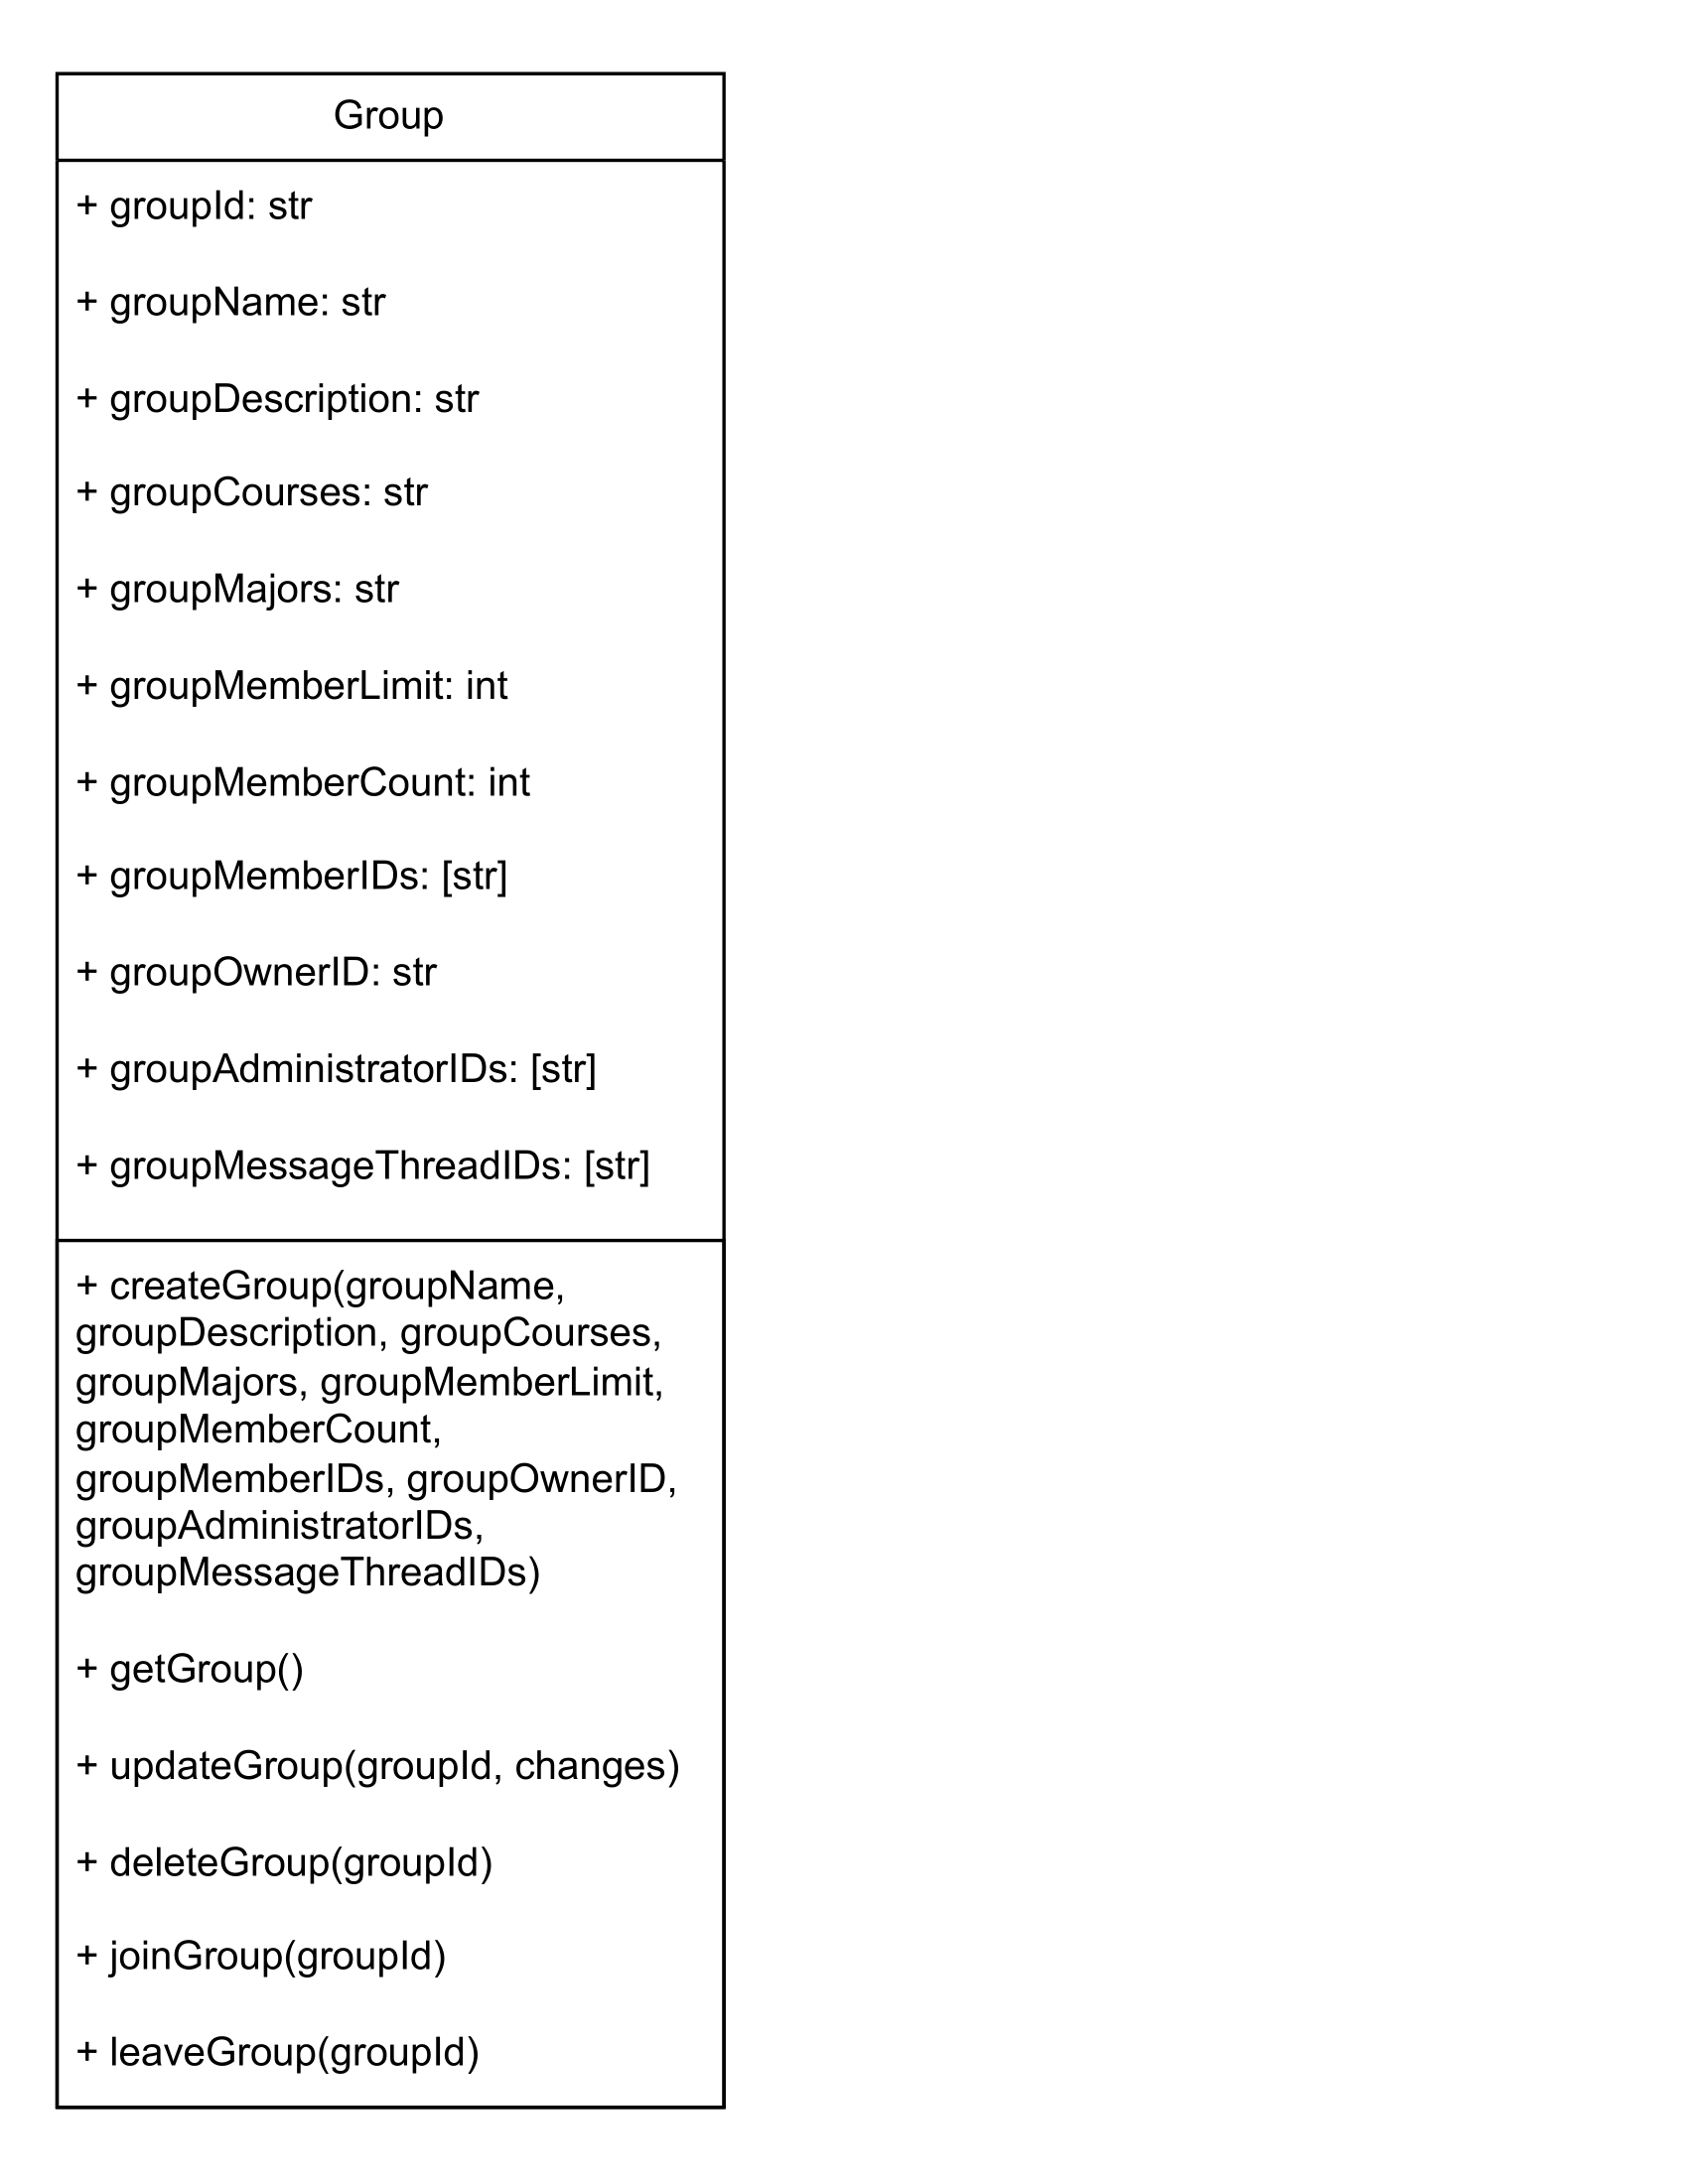 Group
+ groupId: str
+ groupName: str
+ groupDescription: str
+ groupCourses: str
+ groupMajors: str
+ groupMemberLimit: int
+ groupMemberCount: int
+ groupMemberIDs: [str]
+ groupOwnerID: str
+ groupAdministratorIDs: [str]
+ groupMessageThreadIDs: [str]
+ createGroup(groupName,
groupDescription, groupCourses,
groupMajors, groupMemberLimit,
groupMemberCount,
groupMemberIDs, groupOwnerID,
groupAdministratorIDs,
groupMessageThreadIDs)
+ getGroup()
+ updateGroup(groupId, changes)
+ deleteGroup(groupId)
+ joinGroup(groupId)
+ leaveGroup(groupId)